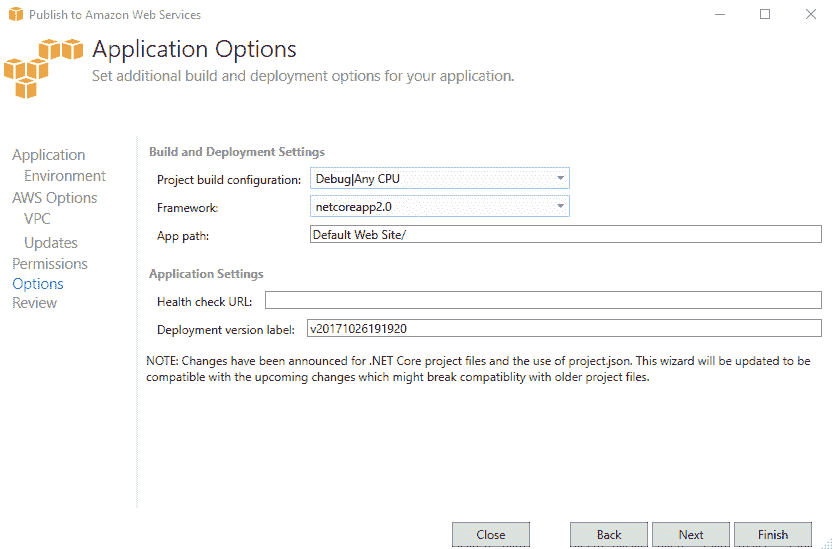 Publish to Amazon Web Services
Application Options
Set additional build and deployment options for your application.
Application
Environment
AWS Options
VPC
Updates
Permissions
Options
Review
Build and Deployment Settings
Project build configuration: Debug|Any CPU
Framework: netcoreapp2.0
App path: Default Web Site/
Application Settings
Health check URL:
Deployment version label: v20171026191920
NOTE: Changes have been announced for .NET Core project files and the use of project.json. This wizard will be updated to be
compatible with the upcoming changes which might break compatiblity with older project files.
Close Back Next Finish